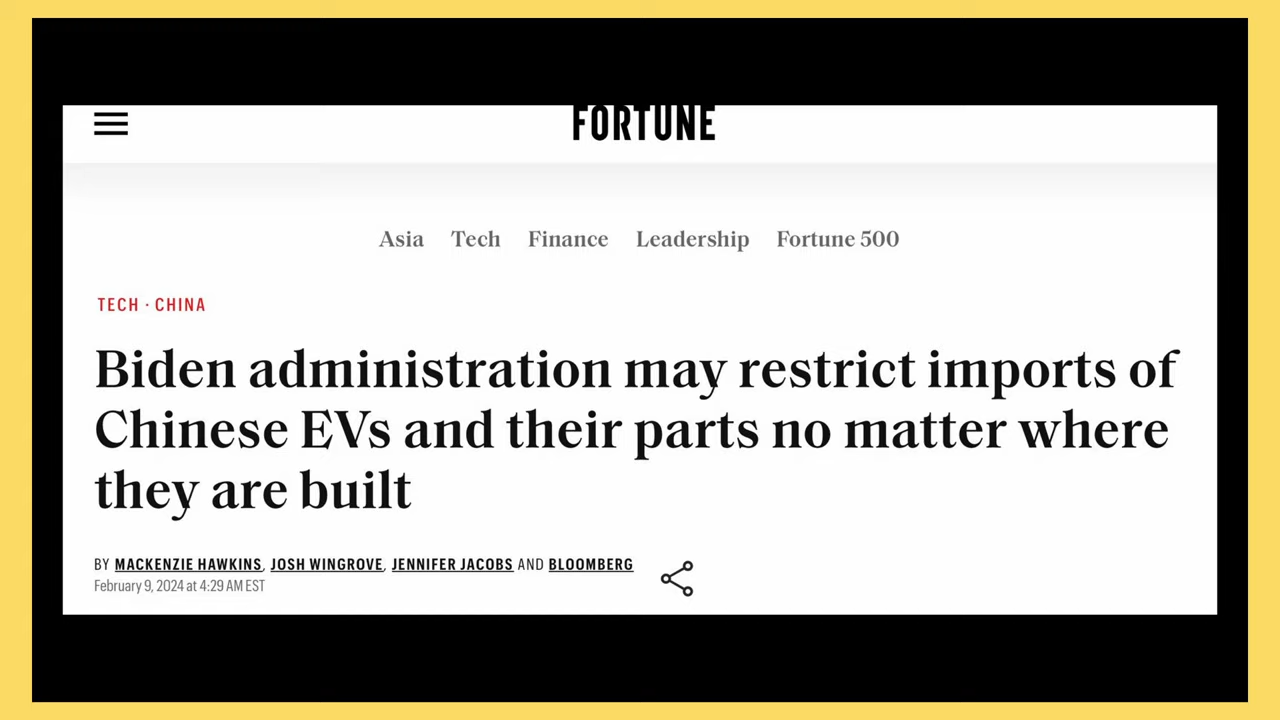 FORTUNE
Asia Tech Finance Leadership Fortune 500
TECH · CHINA
Biden administration may restrict imports of
Chinese EVs and their parts no matter where
they are built
BY MACKENZIE HAWKINS, JOSH WINGROVE, JENNIFER JACOBS AND BLOOMBERG
February 9, 2024 at 4:29 AM EST